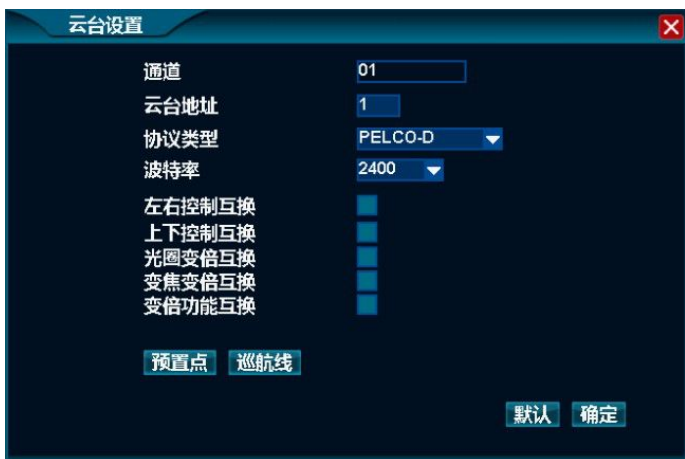 云台设置
通道 01
云台地址 1
协议类型 PELCO-D
波特率 2400
左右控制互换
上下控制互换
光圈变倍互换
变焦变倍互换
变倍功能互换
预置点 巡航线
默认 确定